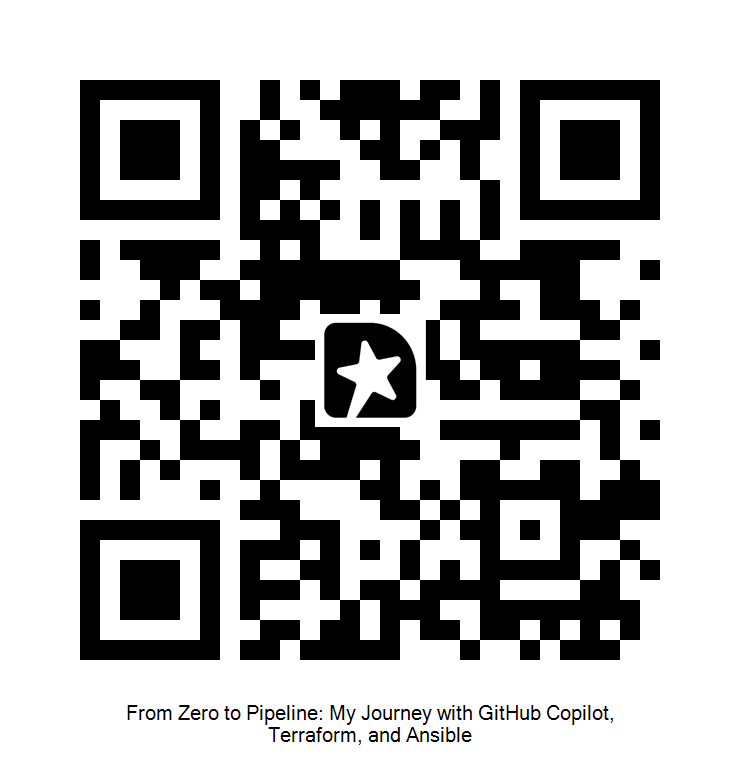 From Zero to Pipeline: My Journey with GitHub Copilot,
Terraform, and Ansible